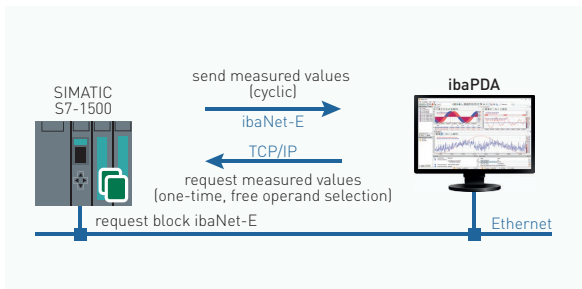 SIMATIC
S7-1500
send measured values
(cyclic)
ibaNet-E
TCP/IP
request measured values
(one-time, free operand selection)
request block ibaNet-E
ibaPDA
Ethernet